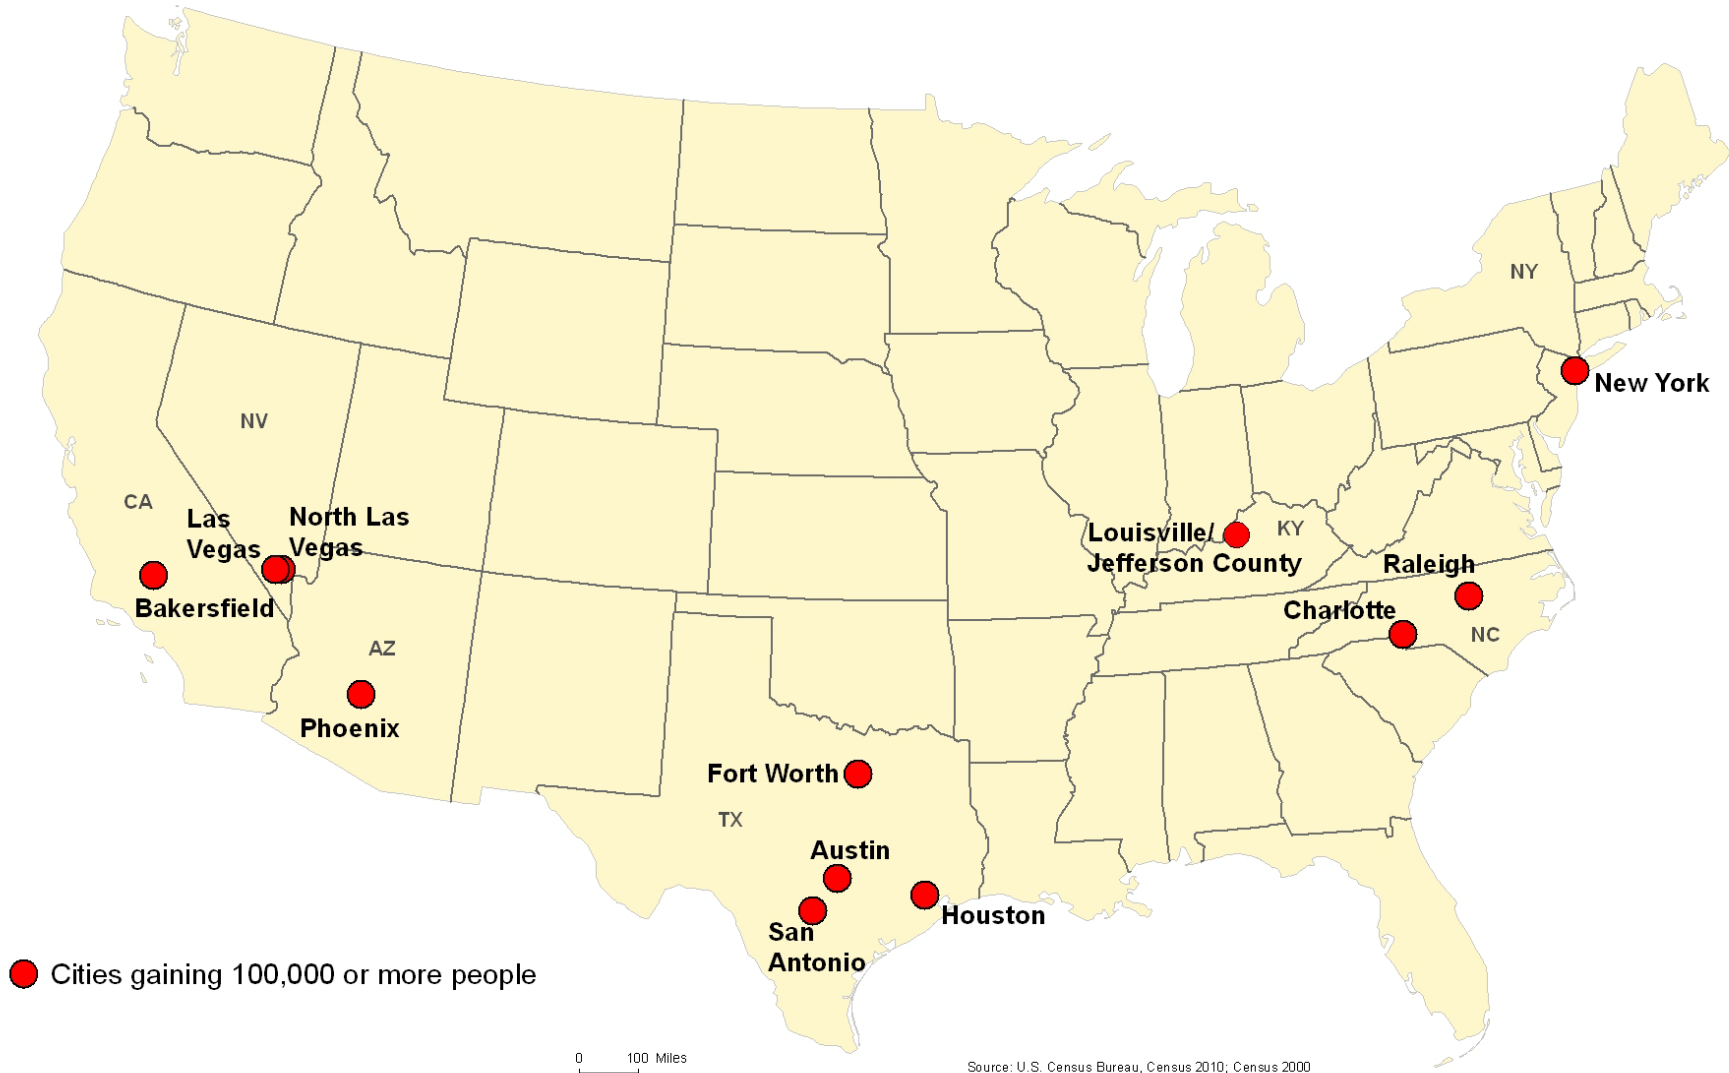 NY
New York
NV
CA
Las
Vegas
North Las
Vegas
Bakersfield
Louisville/
Jefferson County
KY
Raleigh
Charlotte
NC
AZ
Phoenix
Fort Worth
TX
Austin
Houston
San
Antonio
Cities gaining 100,000 or more people
0 100 Miles
Source: U.S. Census Bureau, Census 2010; Census 2000